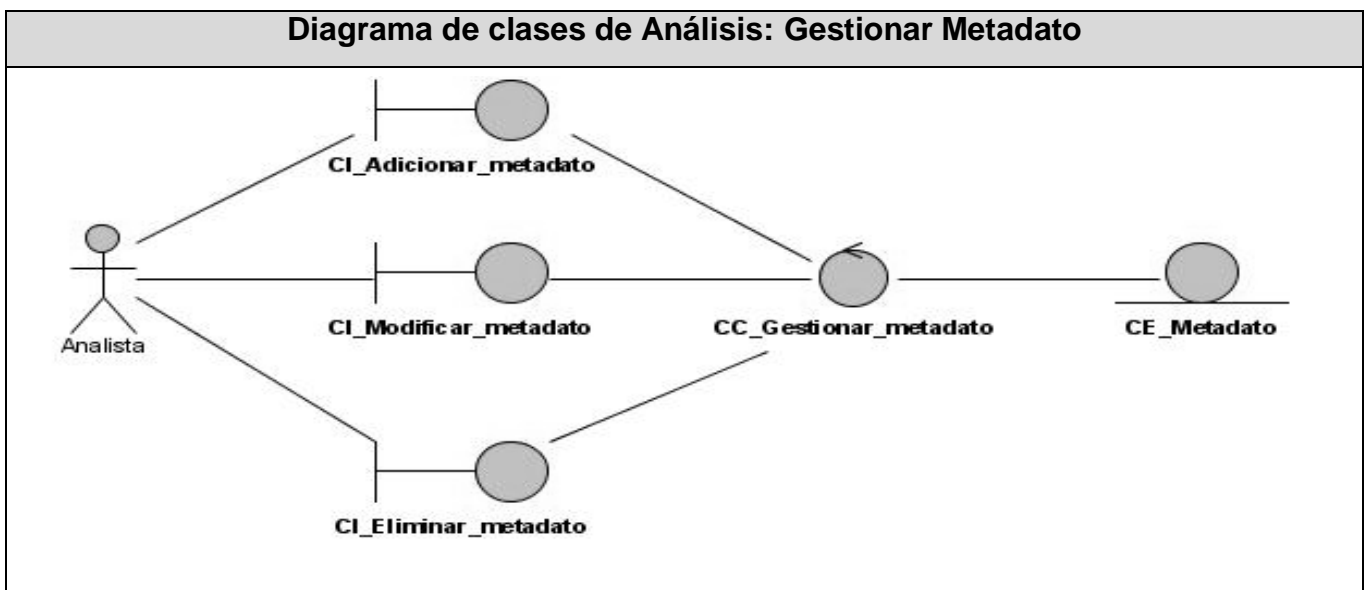 Diagrama de clases de Análisis: Gestionar Metadato
CI_Adicionar_metadato
Analista
CI_Modificar_metadato
CC_Gestionar_metadato
CE_Metadato
CI_Eliminar_metadato